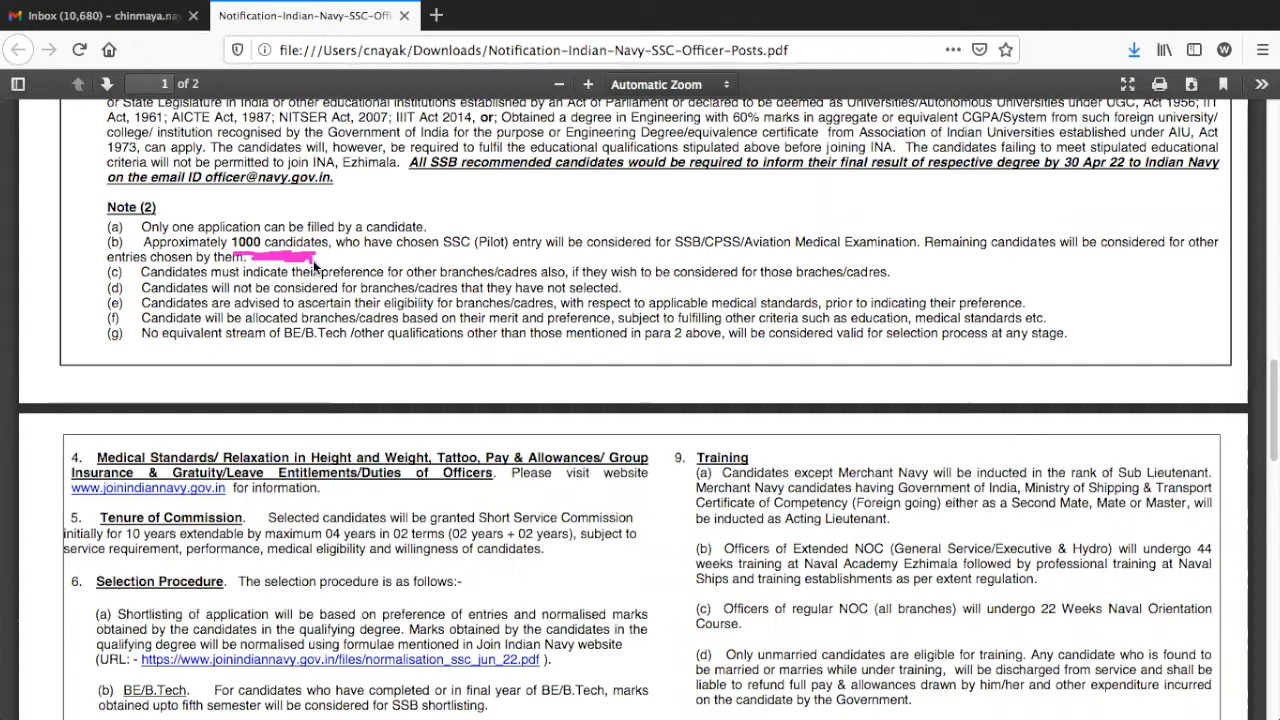 Inbox (10,680) – chinmaya.na
Notification-Indian-Navy-SSC-Offi
file:///Users/cnayak/Downloads/Notification-Indian-Navy-SSC-Officer-Posts.pdf
W
1 of 2
Automatic Zoom
or State Legislature in India or other educational institutions established by an Act of Parliament or declared to be deemed as Universities/Autonomous Universities under UGC, Act 1956; IIT
Act, 1961; AICTE Act, 1987; NITSER Act, 2007; IIIT Act 2014, or; Obtained a degree in Engineering with 60% marks in aggregate or equivalent CGPA/System from such foreign university/
college/ institution recognised by the Government of India for the purpose or Engineering Degree/equivalence certificate from Association of Indian Universities established under AIU, Act
1973, can apply. The candidates will, however, be required to fulfil the educational qualifications stipulated above before joining INA. The candidates failing to meet stipulated educational
criteria will not be permitted to join INA, Ezhimala. All SSB recommended candidates would be required to inform their final result of respective degree by 30 Apr 22 to Indian Navy
on the email ID officer@navy.gov.in.
Note (2)
(a) Only one application can be filled by a candidate.
(b) Approximately 1000 candidates, who have chosen SSC (Pilot) entry will be considered for SSB/CPSS/Aviation Medical Examination. Remaining candidates will be considered for other
entries chosen by them.
(c) Candidates must indicate their preference for other branches/cadres also, if they wish to be considered for those braches/cadres.
(d) Candidates will not be considered for branches/cadres that they have not selected.
(e) Candidates are advised to ascertain their eligibility for branches/cadres, with respect to applicable medical standards, prior to indicating their preference.
(f) Candidate will be allocated branches/cadres based on their merit and preference, subject to fulfilling other criteria such as education, medical standards etc.
(g) No equivalent stream of BE/B.Tech /other qualifications other than those mentioned in para 2 above, will be considered valid for selection process at any stage.
4. Medical Standards/ Relaxation in Height and Weight, Tattoo, Pay & Allowances/ Group
Insurance & Gratuity/Leave Entitlements/Duties of Officers. Please visit website
www.joinindiannavy.gov.in for information.
5. Tenure of Commission. Selected candidates will be granted Short Service Commission
initially for 10 years extendable by maximum 04 years in 02 terms (02 years + 02 years), subject to
service requirement, performance, medical eligibility and willingness of candidates.
6. Selection Procedure. The selection procedure is as follows:-
(a) Shortlisting of application will be based on preference of entries and normalised marks
obtained by the candidates in the qualifying degree. Marks obtained by the candidates in the
qualifying degree will be normalised using formulae mentioned in Join Indian Navy website
(URL: - https://www.joinindiannavy.gov.in/files/normalisation_ssc_jun_22.pdf ).
(b) BE/B.Tech. For candidates who have completed or in final year of BE/B.Tech, marks
obtained upto fifth semester will be considered for SSB shortlisting.
9. Training
(a) Candidates except Merchant Navy will be inducted in the rank of Sub Lieutenant.
Merchant Navy candidates having Government of India, Ministry of Shipping & Transport
Certificate of Competency (Foreign going) either as a Second Mate, Mate or Master, will
be inducted as Acting Lieutenant.
(b) Officers of Extended NOC (General Service/Executive & Hydro) will undergo 44
weeks training at Naval Academy Ezhimala followed by professional training at Naval
Ships and training establishments as per extent regulation.
(c) Officers of regular NOC (all branches) will undergo 22 Weeks Naval Orientation
Course.
(d) Only unmarried candidates are eligible for training. Any candidate who is found to
be married or marries while under training, will be discharged from service and shall be
liable to refund full pay & allowances drawn by him/her and other expenditure incurred
on the candidate by the Government.